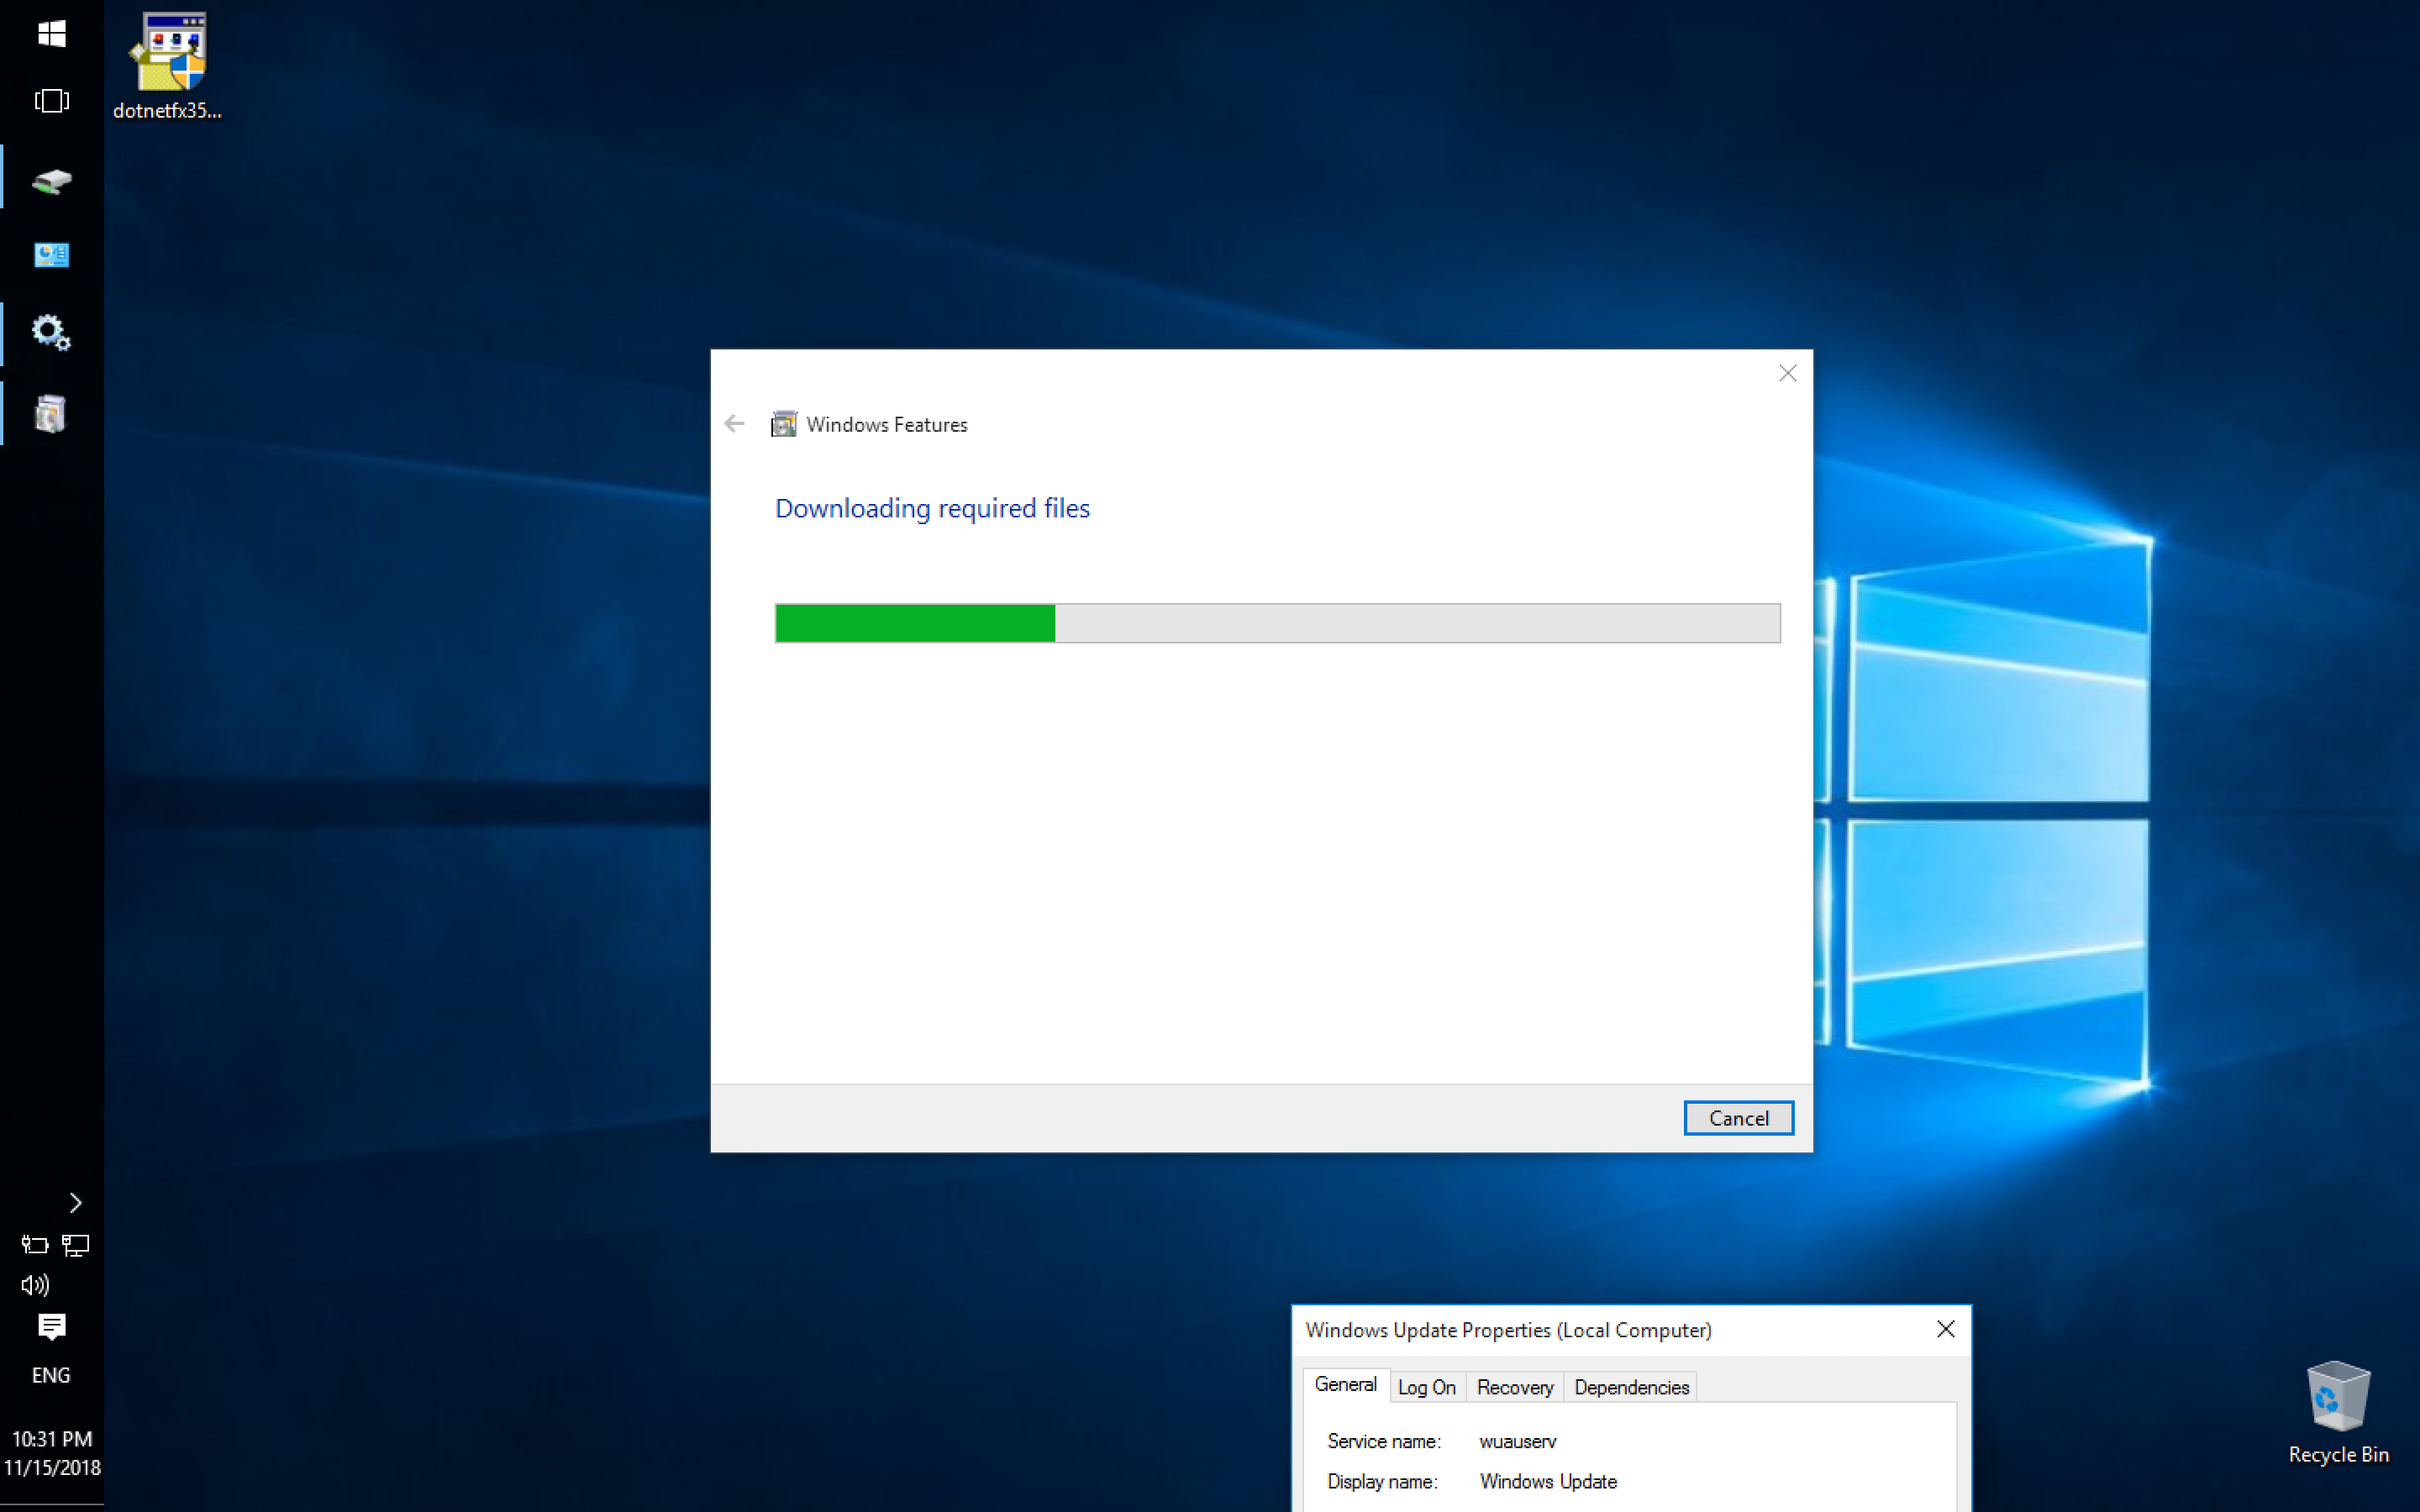 dotnetfx35...
Windows Features
Downloading required files
Cancel
Windows Update Properties (Local Computer)
General Log On Recovery Dependencies
Service name: wuauserv
Display name: Windows Update
ENG
10:31 PM
11/15/2018
Recycle Bin